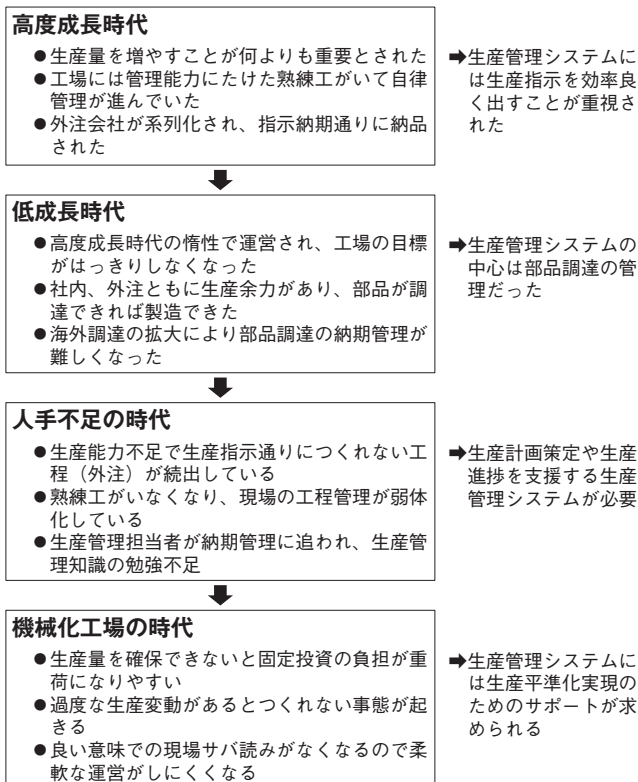 高度成長時代
●生産量を増やすことが何よりも重要とされた
●工場には管理能力にたけた熟練工がいて自律
管理が進んでいた
●外注会社が系列化され、指示納期通りに納品
された
➡生産管理システムに
は生産指示を効率良
く出すことが重視さ
れた
低成長時代
●高度成長時代の惰性で運営され、工場の目標
がはっきりしなくなった
●社内、外注ともに生産余力があり、部品が調
達できれば製造できた
●海外調達の拡大により部品調達の納期管理が
難しくなった
➡生産管理システムの
中心は部品調達の管
理だった
人手不足の時代
●生産能力不足で生産指示通りにつくれない工
程（外注）が続出している
●熟練工がいなくなり、現場の工程管理が弱体
化している
●生産管理担当者が納期管理に追われ、生産管
理知識の勉強不足
➡生産計画策定や生産
進捗を支援する生産
管理システムが必要
機械化工場の時代
●生産量を確保できないと固定投資の負担が重
荷になりやすい
●過度な生産変動があるとつくれない事態が起
きる
●良い意味での現場サバ読みがなくなるので柔
軟な運営がしにくくなる
➡生産管理システムに
は生産平準化実現の
ためのサポートが求
められる